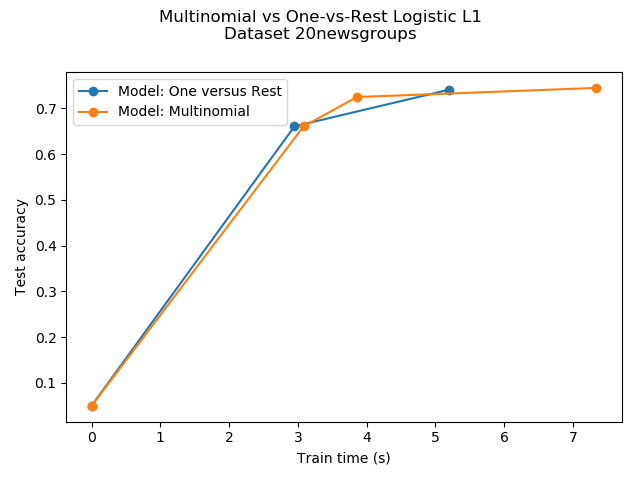 Multinomial vs One-vs-Rest Logistic L1
Dataset 20newsgroups
Model: One versus Rest
Model: Multinomial
0.7
0.6
0.5
0.4
0.3
0.2
0.1
Test accuracy
0 1 2 3 4 5 6 7
Train time (s)